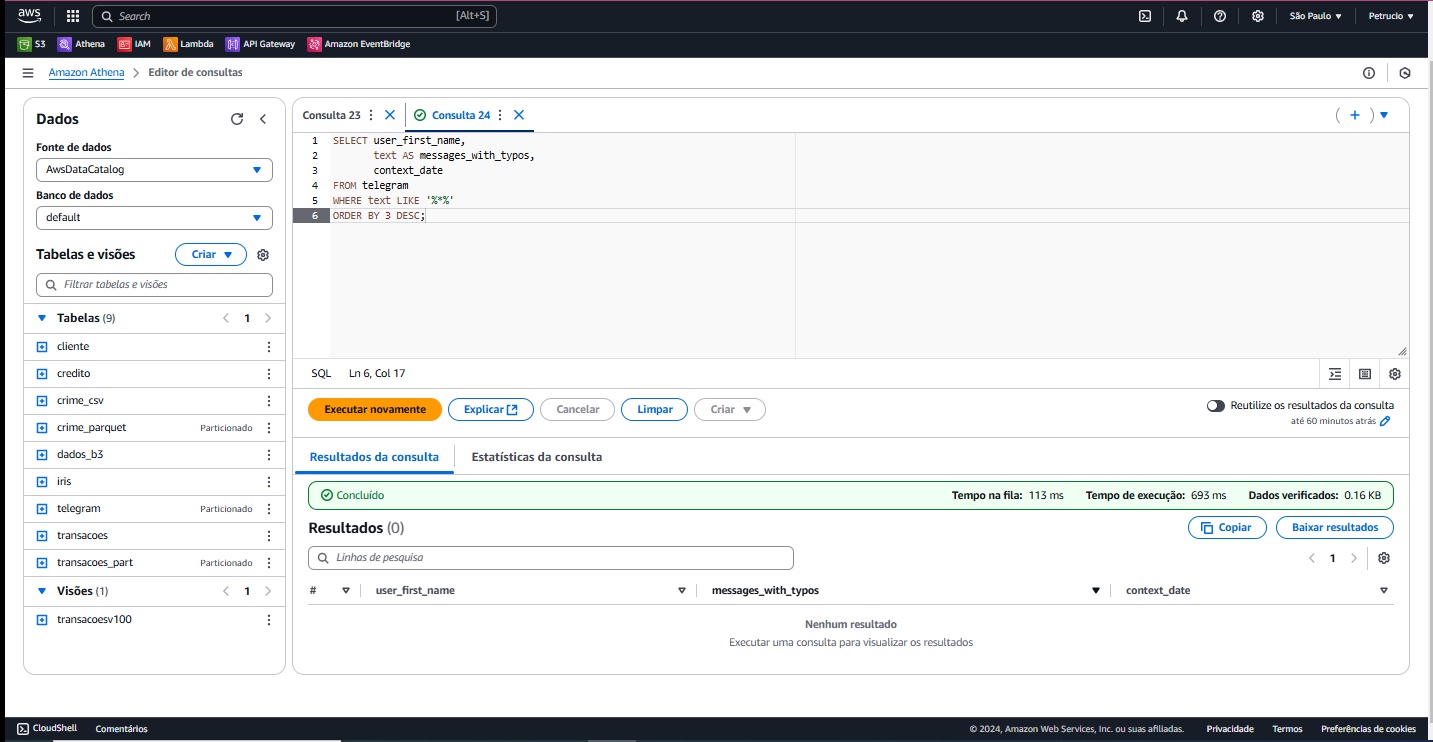 aws
Search [Alt+S]
São Paulo ▼ Petrucio ▼
S3 Athena IAM Lambda API Gateway Amazon EventBridge
Amazon Athena > Editor de consultas
Dados
Fonte de dados
AwsDataCatalog
Banco de dados
default
Tabelas e visões Criar ▼
Filtrar tabelas e visões
Tabelas (9) < 1 >
cliente
credito
crime_csv
crime_parquet Particionado
dados_b3
iris
telegram Particionado
transacoes
transacoes_part Particionado
Visões (1) < 1 >
transacoesv100
Consulta 23
Consulta 24
1 SELECT user_first_name,
2 text AS messages_with_typos,
3 context_date
4 FROM telegram
5 WHERE text LIKE '%*%'
6 ORDER BY 3 DESC;
SQL Ln 6, Col 17
Executar novamente Explicar Cancelar Limpar Criar ▼
Reutilize os resultados da consulta
até 60 minutos atrás
Resultados da consulta Estatísticas da consulta
Concluído Tempo na fila: 113 ms Tempo de execução: 693 ms Dados verificados: 0.16 KB
Resultados (0) Copiar Baixar resultados
Linhas de pesquisa < 1 >
# user_first_name messages_with_typos context_date
Nenhum resultado
Executar uma consulta para visualizar os resultados
CloudShell Comentários © 2024, Amazon Web Services, Inc. ou suas afiliadas. Privacidade Termos Preferências de cookies